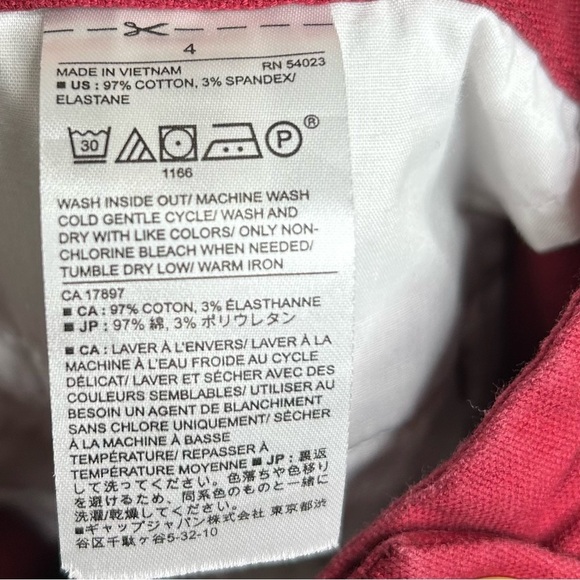 4
MADE IN VIETNAM RN 54023
■ US : 97% COTTON, 3% SPANDEX/
ELASTANE
30 P ®
1166
WASH INSIDE OUT/ MACHINE WASH
COLD GENTLE CYCLE/ WASH AND
DRY WITH LIKE COLORS/ ONLY NON-
CHLORINE BLEACH WHEN NEEDED/
TUMBLE DRY LOW/ WARM IRON
CA 17897
■ CA : 97% COTON, 3% ÉLASTHANNE
■ JP : 97% 綿, 3% ポリウレタン
■ CA : LAVER À L'ENVERS/ LAVER À LA
MACHINE À L'EAU FROIDE AU CYCLE
DÉLICAT/ LAVER ET SÉCHER AVEC DES
COULEURS SEMBLABLES/ UTILISER AU
BESOIN UN AGENT DE BLANCHIMENT
SANS CHLORE UNIQUEMENT/ SÉCHER
À LA MACHINE À BASSE
TEMPÉRATURE/ REPASSER À
TEMPÉRATURE MOYENNE ■ JP : 裏返
して洗ってください。色落ちや色移り
を避けるため、同系色のものと一緒に
洗濯/乾燥してください。
■ギャップジャパン株式会社 東京都渋
谷区千駄ヶ谷5-32-10